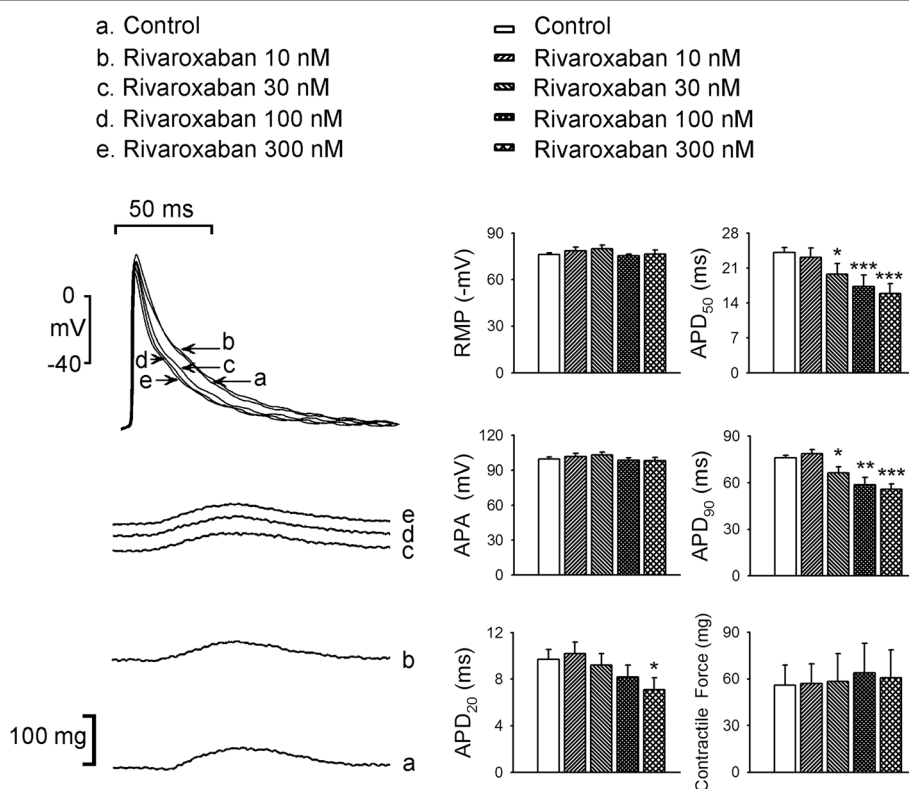 a. Control
b. Rivaroxaban 10 nM
c. Rivaroxaban 30 nM
d. Rivaroxaban 100 nM
e. Rivaroxaban 300 nM
Control
Rivaroxaban 10 nM
Rivaroxaban 30 nM
Rivaroxaban 100 nM
Rivaroxaban 300 nM
50 ms
0
mV
-40
b
c
a
d
e
e
d
c
b
a
100 mg
RMP (-mV)
90
60
30
0
APD50 (ms)
28
21
14
7
0
*
***
***
APA (mV)
120
90
60
30
0
APD90 (ms)
90
60
30
0
*
**
***
APD20 (ms)
12
8
4
0
*
Contractile Force (mg)
90
60
30
0